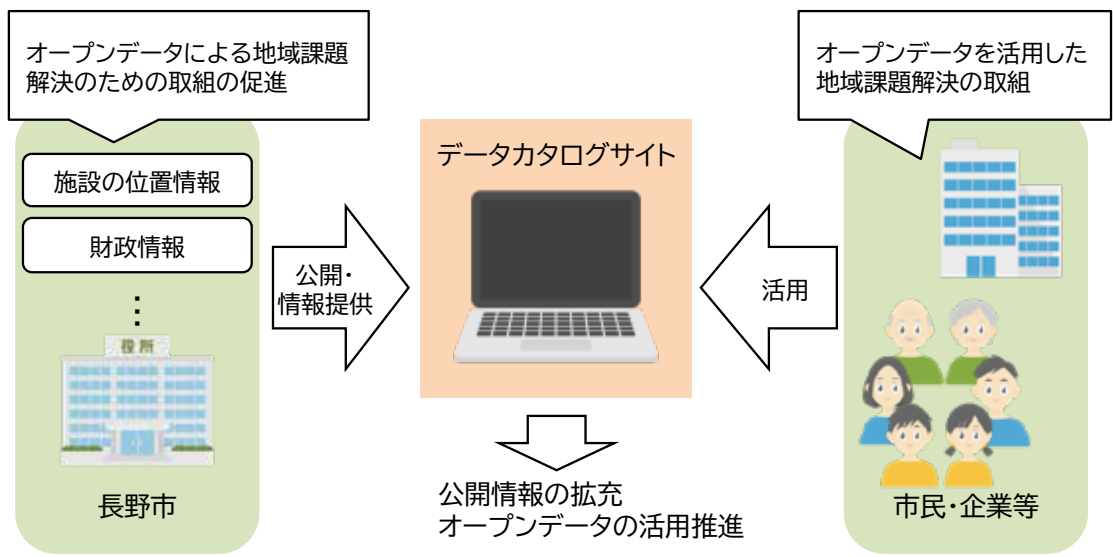 オープンデータによる地域課題
解決のための取組の促進
施設の位置情報
財政情報
⋮
役所
長野市
公開・
情報提供
データカタログサイト
公開情報の拡充
オープンデータの活用推進
活用
オープンデータを活用した
地域課題解決の取組
市民・企業等